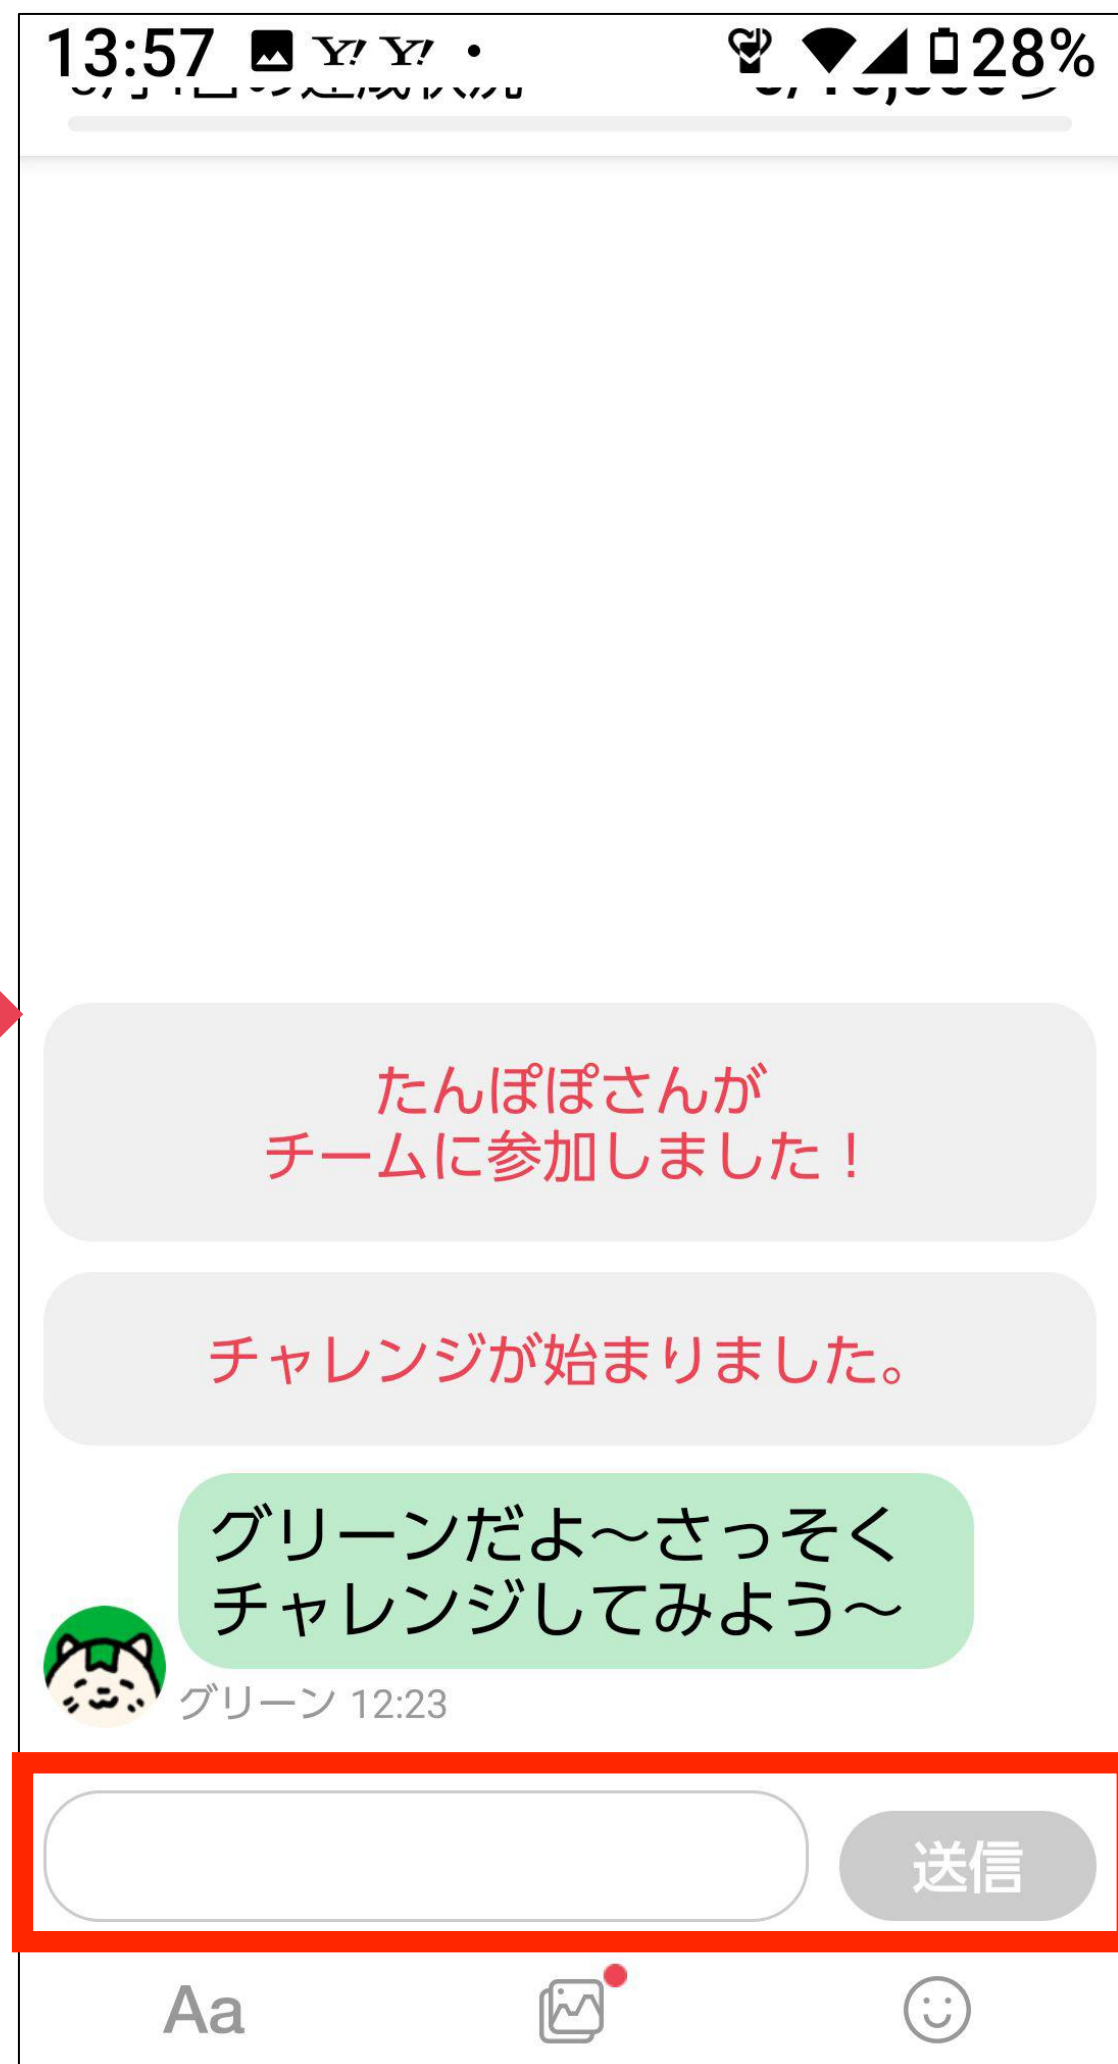 13:57 Y! Y! • 28%
たんぽぽさんが
チームに参加しました！
チャレンジが始まりました。
グリーンだよ～さっそく
チャレンジしてみよう～
グリーン 12:23
送信
Aa